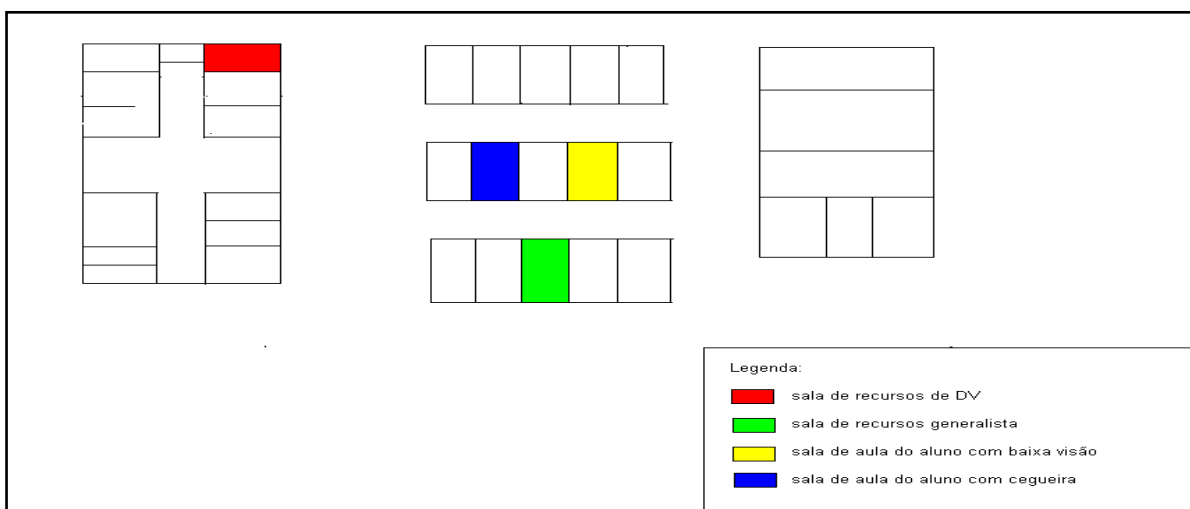 Legenda:
sala de recursos de DV
sala de recursos generalista
sala de aula do aluno com baixa visão
sala de aula do aluno com cegueira